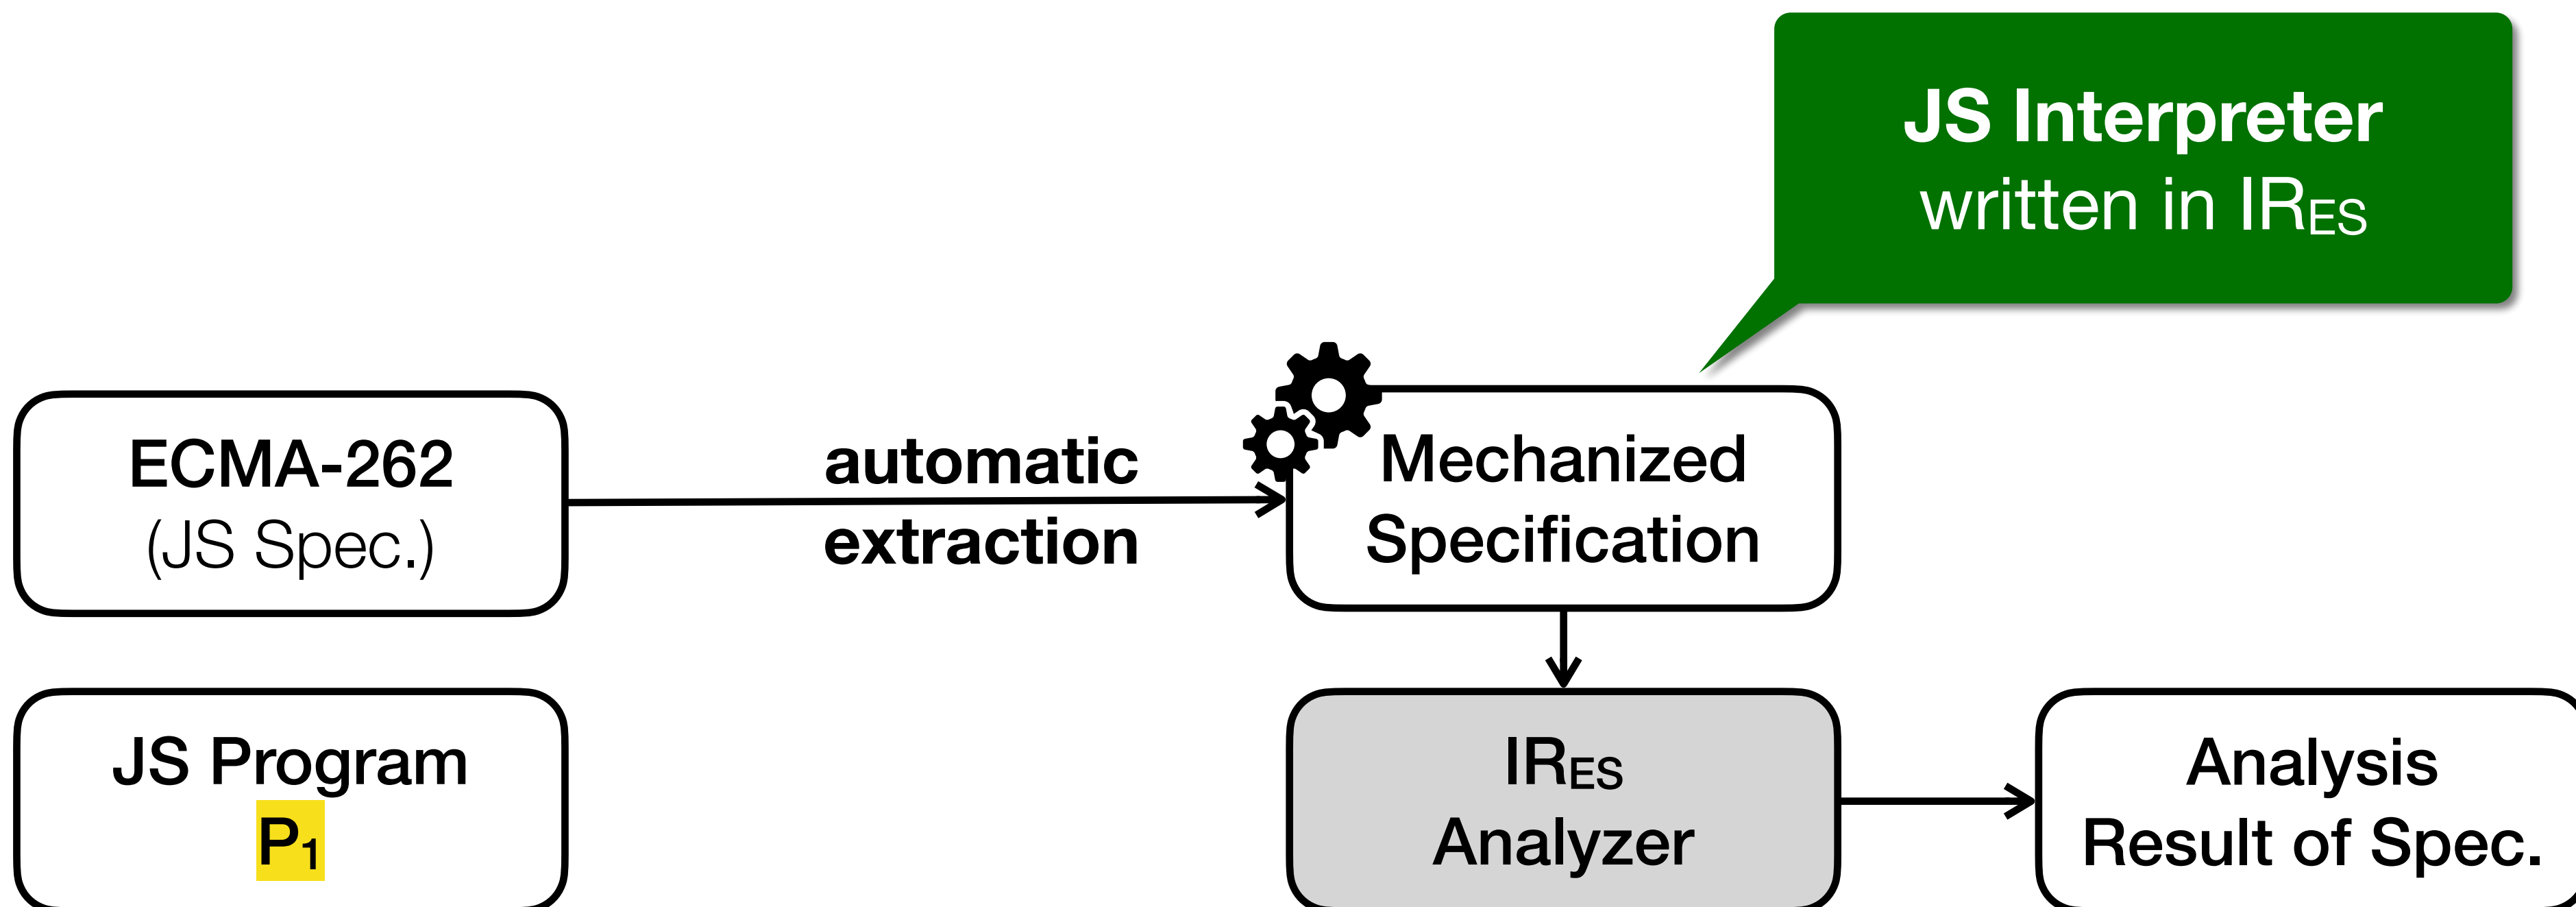 JS Interpreter
written in IRES
ECMA-262
(JS Spec.)
automatic
extraction
Mechanized
Specification
JS Program
P1
IRES
Analyzer
Analysis
Result of Spec.